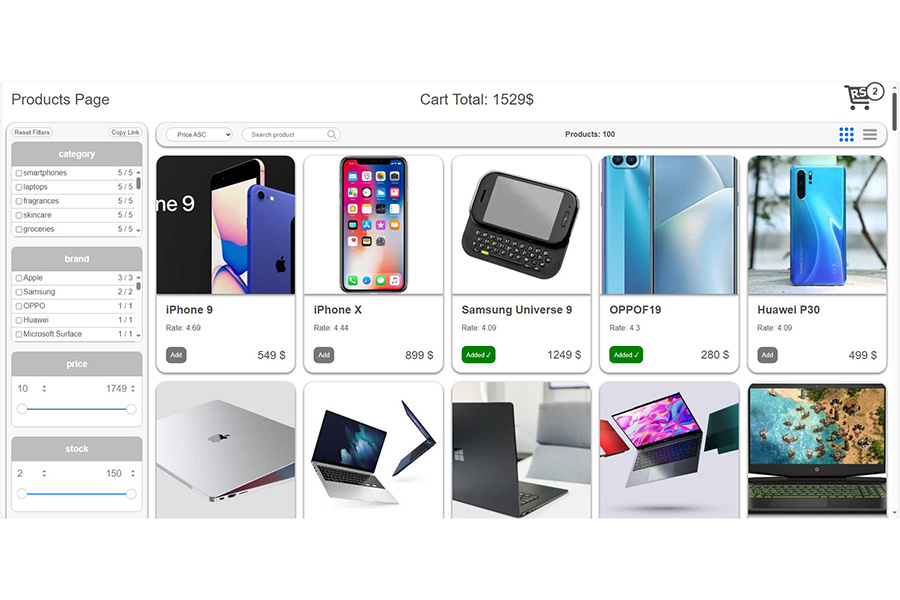 Products Page
Cart Total: 1529$
RS
2
Reset Filters
Copy Link
category
smartphones 5 / 5
laptops 5 / 5
fragrances 5 / 5
skincare 5 / 5
groceries 5 / 5
brand
Apple 3 / 3
Samsung 2 / 2
OPPO 1 / 1
Huawei 1 / 1
Microsoft Surface 1 / 1
price
10 1749
stock
2 150
Price ASC
Search product
Products: 100
ne 9
iPhone 9
Rate: 4.69
Add 549 $
iPhone X
Rate: 4.44
Add 899 $
Samsung Universe 9
Rate: 4.09
Added ✓ 1249 $
OPPOF19
Rate: 4.3
Added ✓ 280 $
Huawei P30
Rate: 4.09
Add 499 $